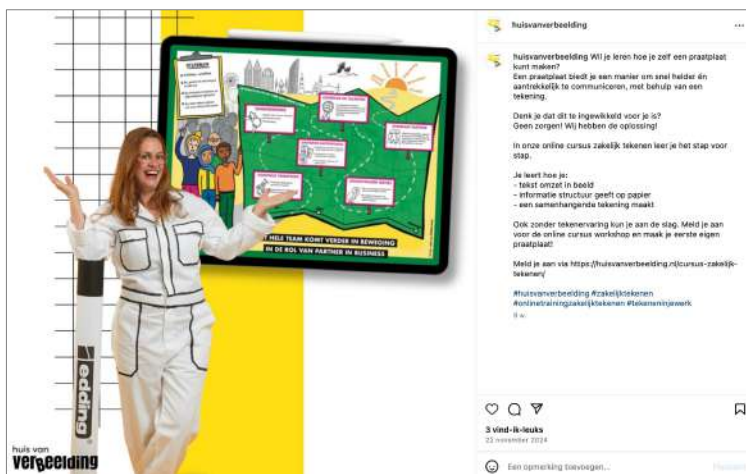 HELE TEAM KOMT VERDER IN BEWEGING
IN DE ROL VAN PARTNER IN BUSINESS
edding
huis van
verbeelding
huisvanverbeelding
huisvanverbeelding Wil je leren hoe je zelf een praatplaat
kunt maken?
Een praatplaat biedt je een manier om snel helder én
aantrekkelijk te communiceren, met behulp van een
tekening.
Denk je dat dit te ingewikkeld voor je is?
Geen zorgen! Wij hebben de oplossing!
In onze online cursus zakelijk tekenen leer je het stap voor
stap.
Je leert hoe je:
- tekst omzet in beeld
- informatie structuur geeft op papier
- een samenhangende tekening maakt
Ook zonder tekenervaring kun je aan de slag. Meld je aan
voor de online cursus workshop en maak je eerste eigen
praatplaat!
Meld je aan via https://huisvanverbeelding.nl/cursus-zakelijk-
tekenen/
#huisvanverbeelding #zakelijktekenen
#onlinetrainingzakelijktekenen #tekeneninjewerk
3 vind-ik-leuks
22 november 2024
Een opmerking toevoegen...